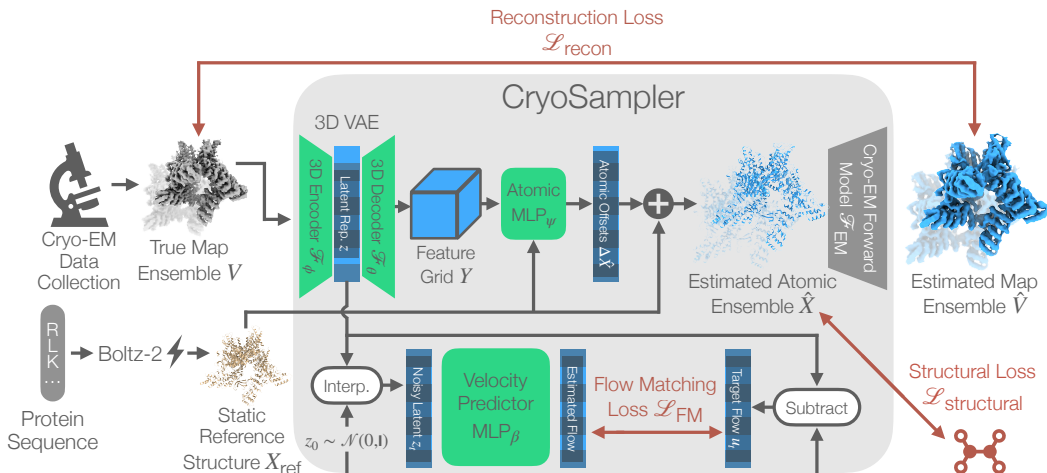 Reconstruction Loss
ℒrecon
CryoSampler
3D VAE
3D Encoder ℱϕ
Latent Rep. z
3D Decoder ℱθ
Feature
Grid Y
Atomic
MLPψ
Atomic Offsets ΔX̂
Estimated Atomic
Ensemble X̂
Cryo-EM Forward
Model ℱEM
Cryo-EM
Data
Collection
True Map
Ensemble V
Estimated Map
Ensemble V̂
RLK...
Protein
Sequence
Boltz-2
Static
Reference
Structure Xref
Interp.
z0 ∼ 𝒩(0,I)
Noisy Latent zt
Velocity
Predictor
MLPβ
Estimated Flow
Flow Matching
Loss ℒFM
Target Flow ut
Subtract
Structural Loss
ℒstructural